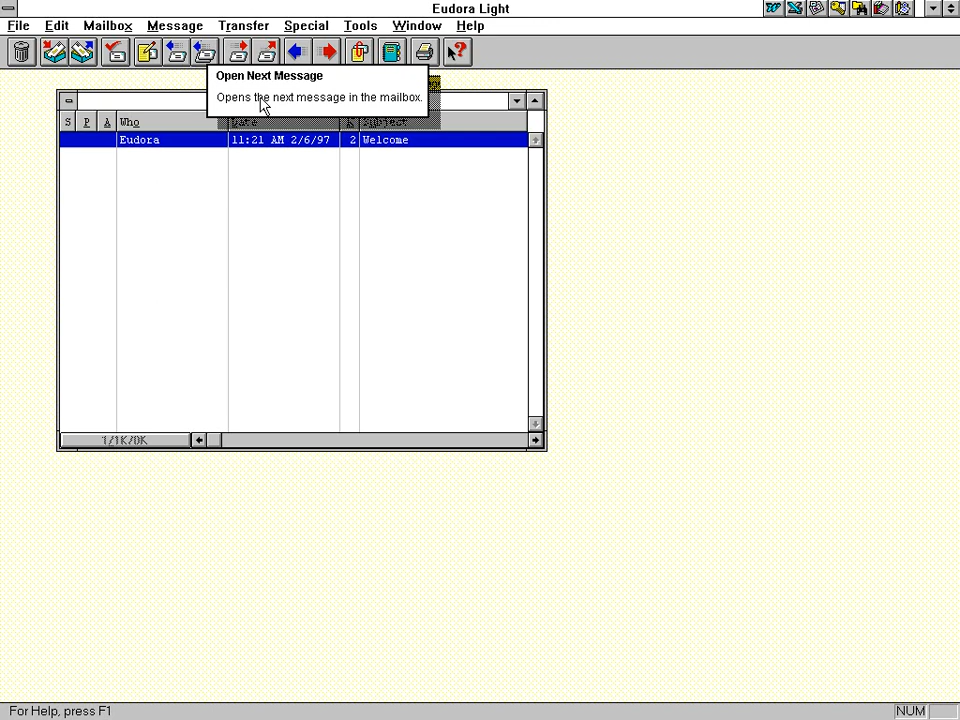 Eudora Light
File Edit Mailbox Message Transfer Special Tools Window Help
Open Next Message
Opens the next message in the mailbox.
S P A Who Date K Subject
Eudora 11:21 AM 2/6/97 2 Welcome
1/1K/0K
For Help, press F1 NUM